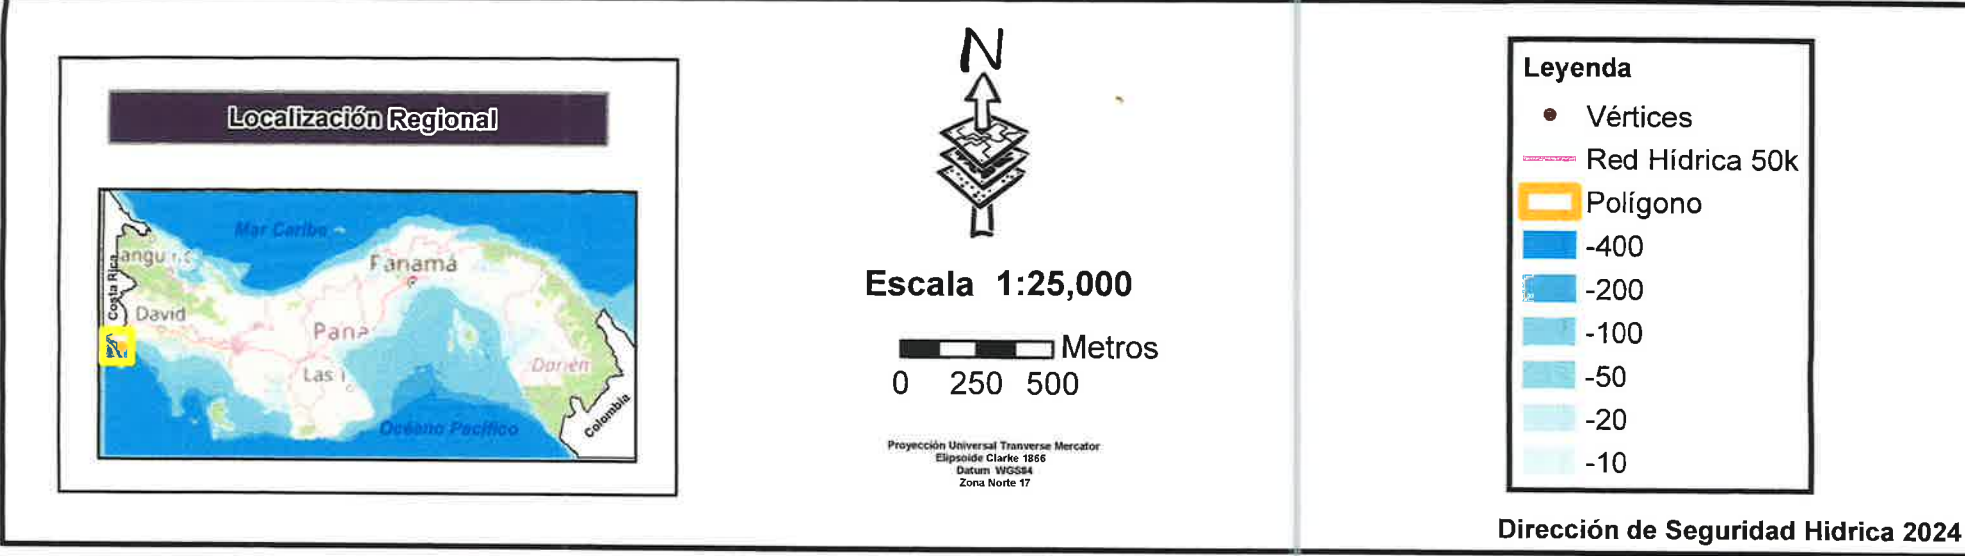 Localización Regional
Mar Caribe
Panamá
Costa Rica
David
Pana
Las
Darién
Océano Pacífico
Colombia
N
Escala 1:25,000
Metros
0 250 500
Proyección Universal Tranverse Mercator
Elipsoide Clarke 1866
Datum WGS84
Zona Norte 17
Leyenda
Vértices
Red Hídrica 50k
Polígono
-400
-200
-100
-50
-20
-10
Dirección de Seguridad Hidrica 2024